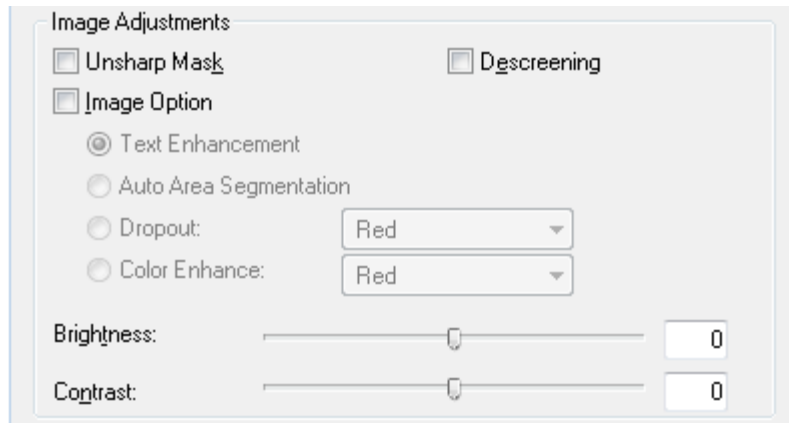 Image Adjustments
Unsharp Mask Descreening
Image Option
Text Enhancement
Auto Area Segmentation
Dropout: Red
Color Enhance: Red
Brightness: 0
Contrast: 0